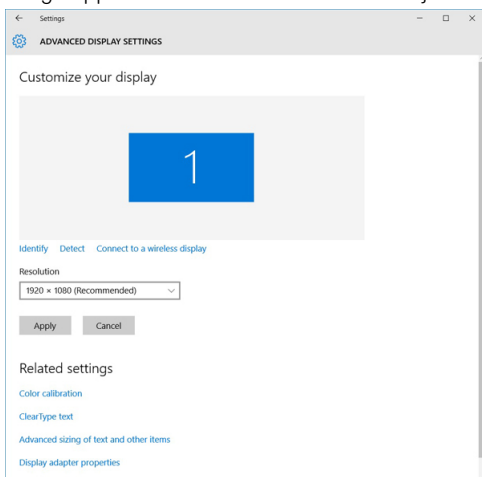 Settings
ADVANCED DISPLAY SETTINGS
Customize your display
1
Identify Detect Connect to a wireless display
Resolution
1920 × 1080 (Recommended)
Apply Cancel
Related settings
Color calibration
ClearType text
Advanced sizing of text and other items
Display adapter properties